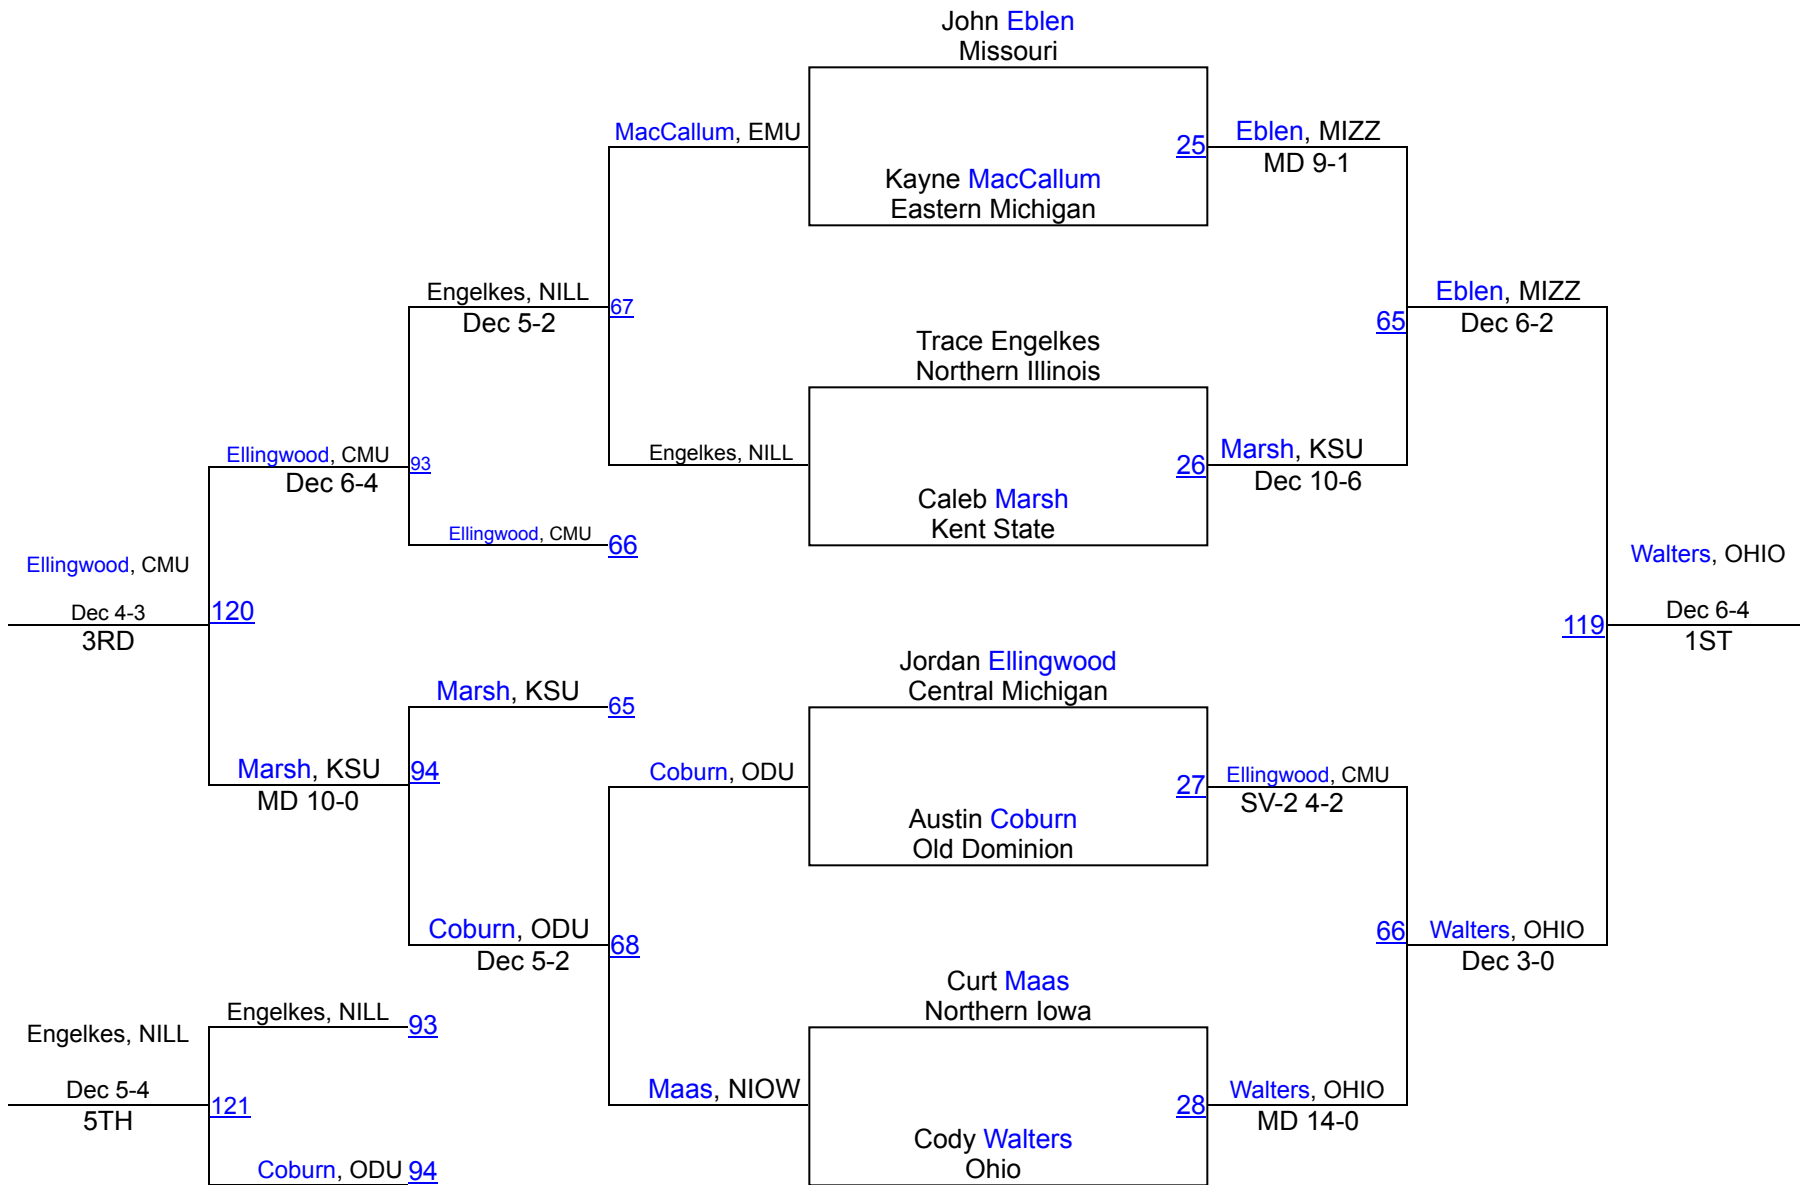 John Eblen
Missouri
MacCallum, EMU
25
Eblen, MIZZ
MD 9-1
Kayne MacCallum
Eastern Michigan
Engelkes, NILL
Dec 5-2
67
Eblen, MIZZ
Dec 6-2
65
Trace Engelkes
Northern Illinois
Ellingwood, CMU
Dec 6-4
93
Engelkes, NILL
26
Marsh, KSU
Dec 10-6
Caleb Marsh
Kent State
Ellingwood, CMU
66
Ellingwood, CMU
Dec 4-3
3RD
120
Walters, OHIO
Dec 6-4
1ST
119
Jordan Ellingwood
Central Michigan
Marsh, KSU
65
Marsh, KSU
MD 10-0
94
Coburn, ODU
27
Ellingwood, CMU
SV-2 4-2
Austin Coburn
Old Dominion
Coburn, ODU
Dec 5-2
68
66
Walters, OHIO
Dec 3-0
Curt Maas
Northern Iowa
Engelkes, NILL
93
Engelkes, NILL
Dec 5-4
5TH
121
Maas, NIOW
28
Walters, OHIO
MD 14-0
Cody Walters
Ohio
Coburn, ODU
94